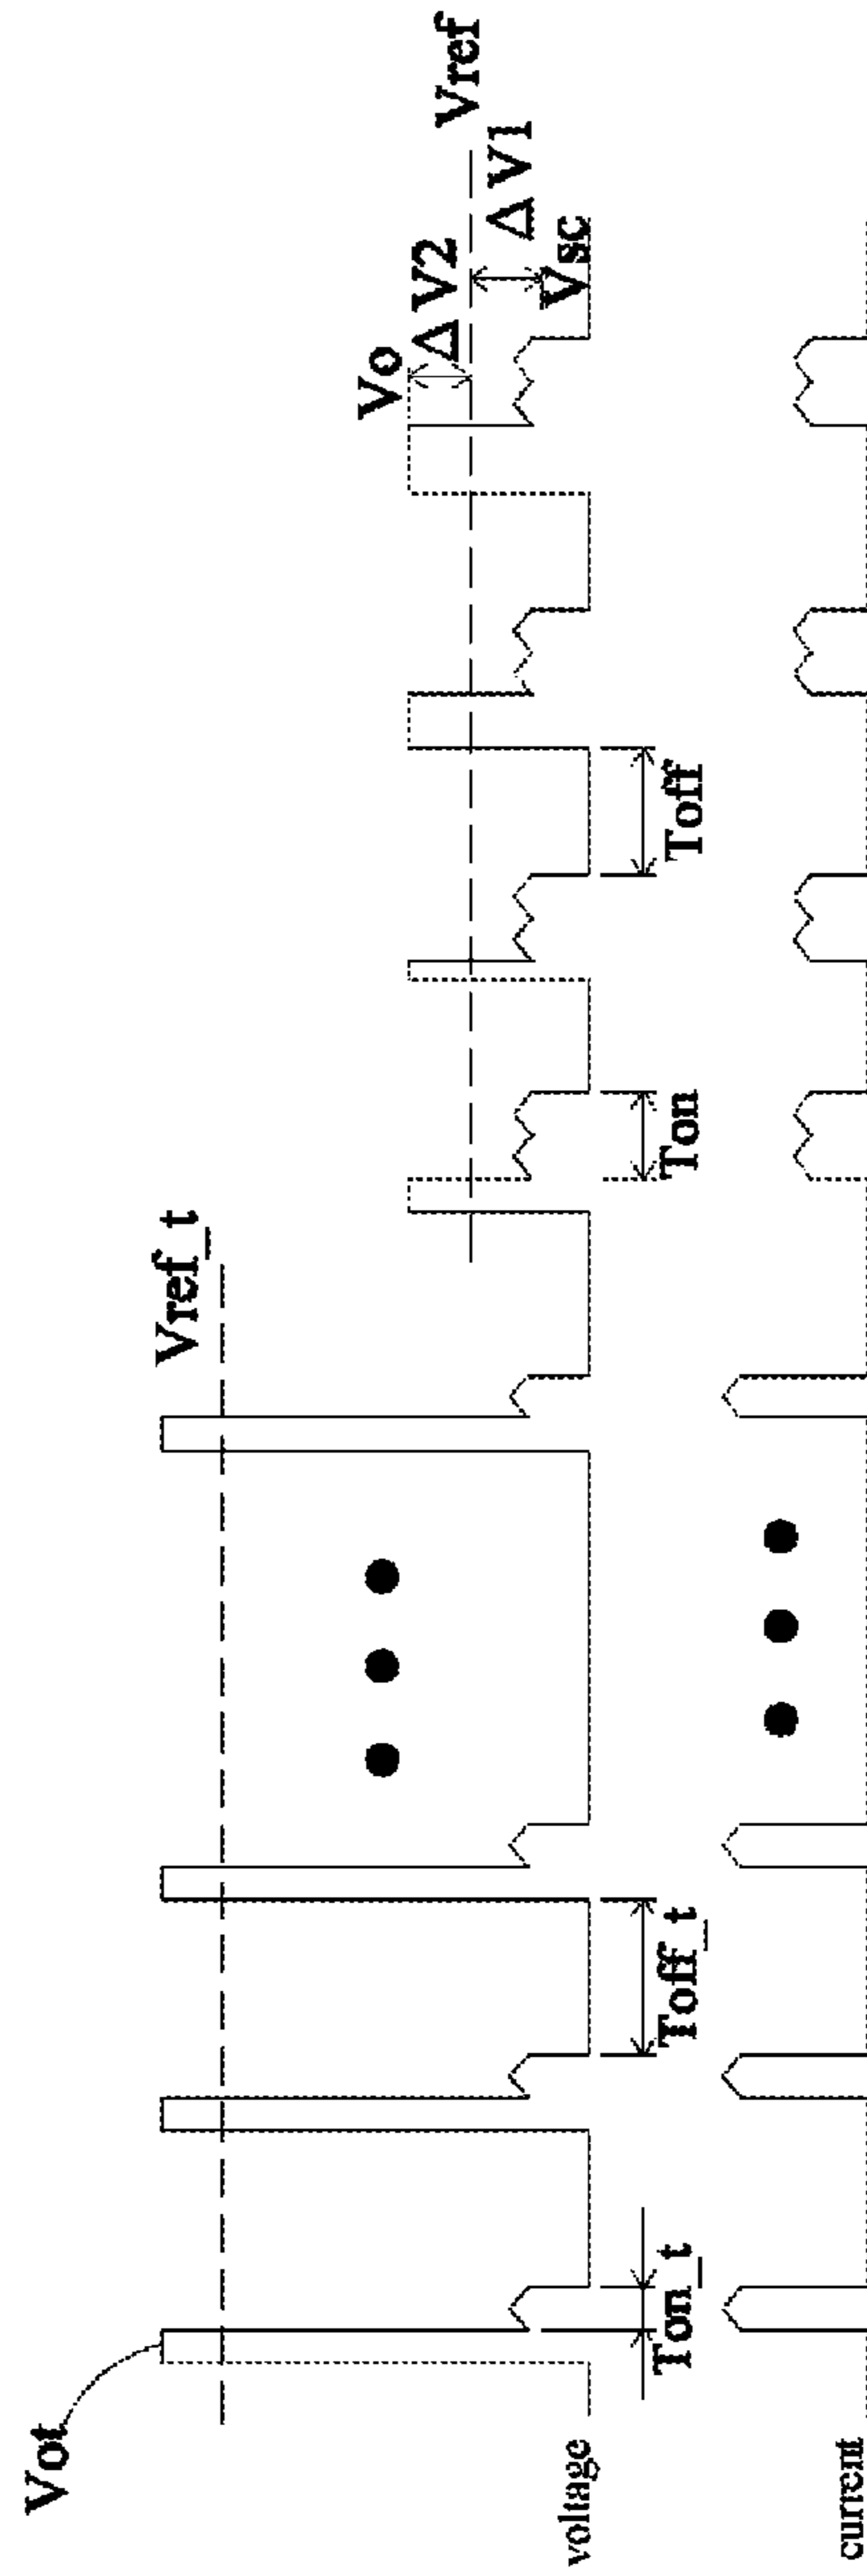 Vot
Vref_t
Vo
ΔV2
Vref
ΔV1
Vsc
voltage
Ton_t
Toff_t
Ton
Toff
current